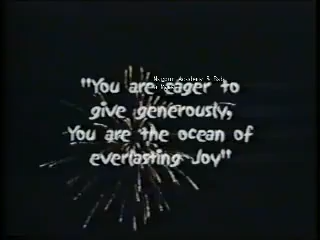 "You are eager to
give generously,
You are the ocean of
everlasting Joy"